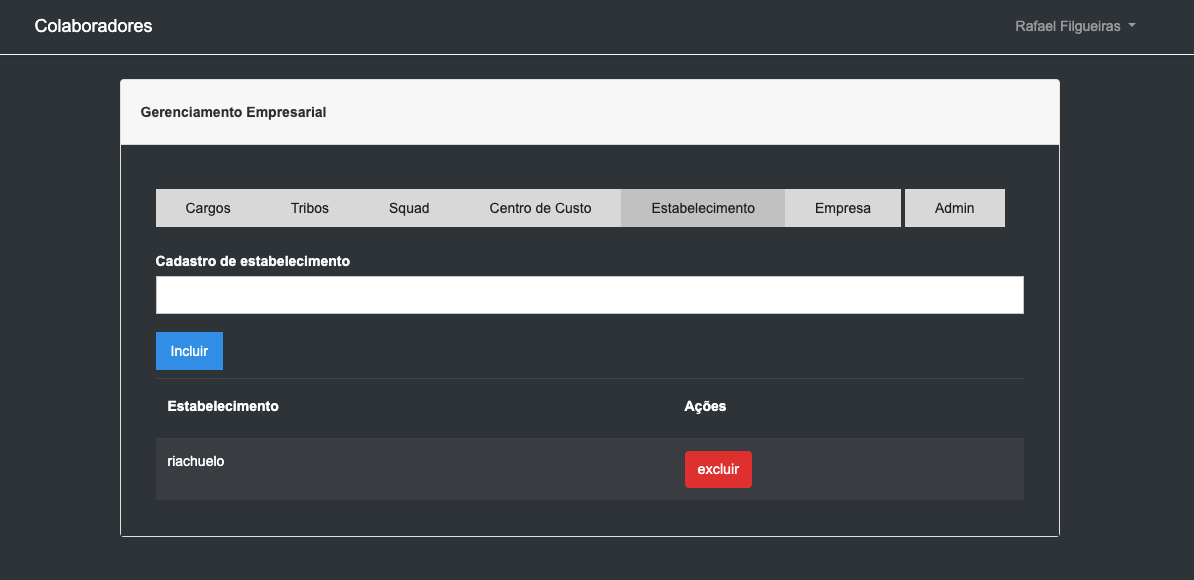 Colaboradores Rafael Filgueiras
Gerenciamento Empresarial
Cargos Tribos Squad Centro de Custo Estabelecimento Empresa Admin
Cadastro de estabelecimento
Incluir
Estabelecimento Ações
riachuelo excluir